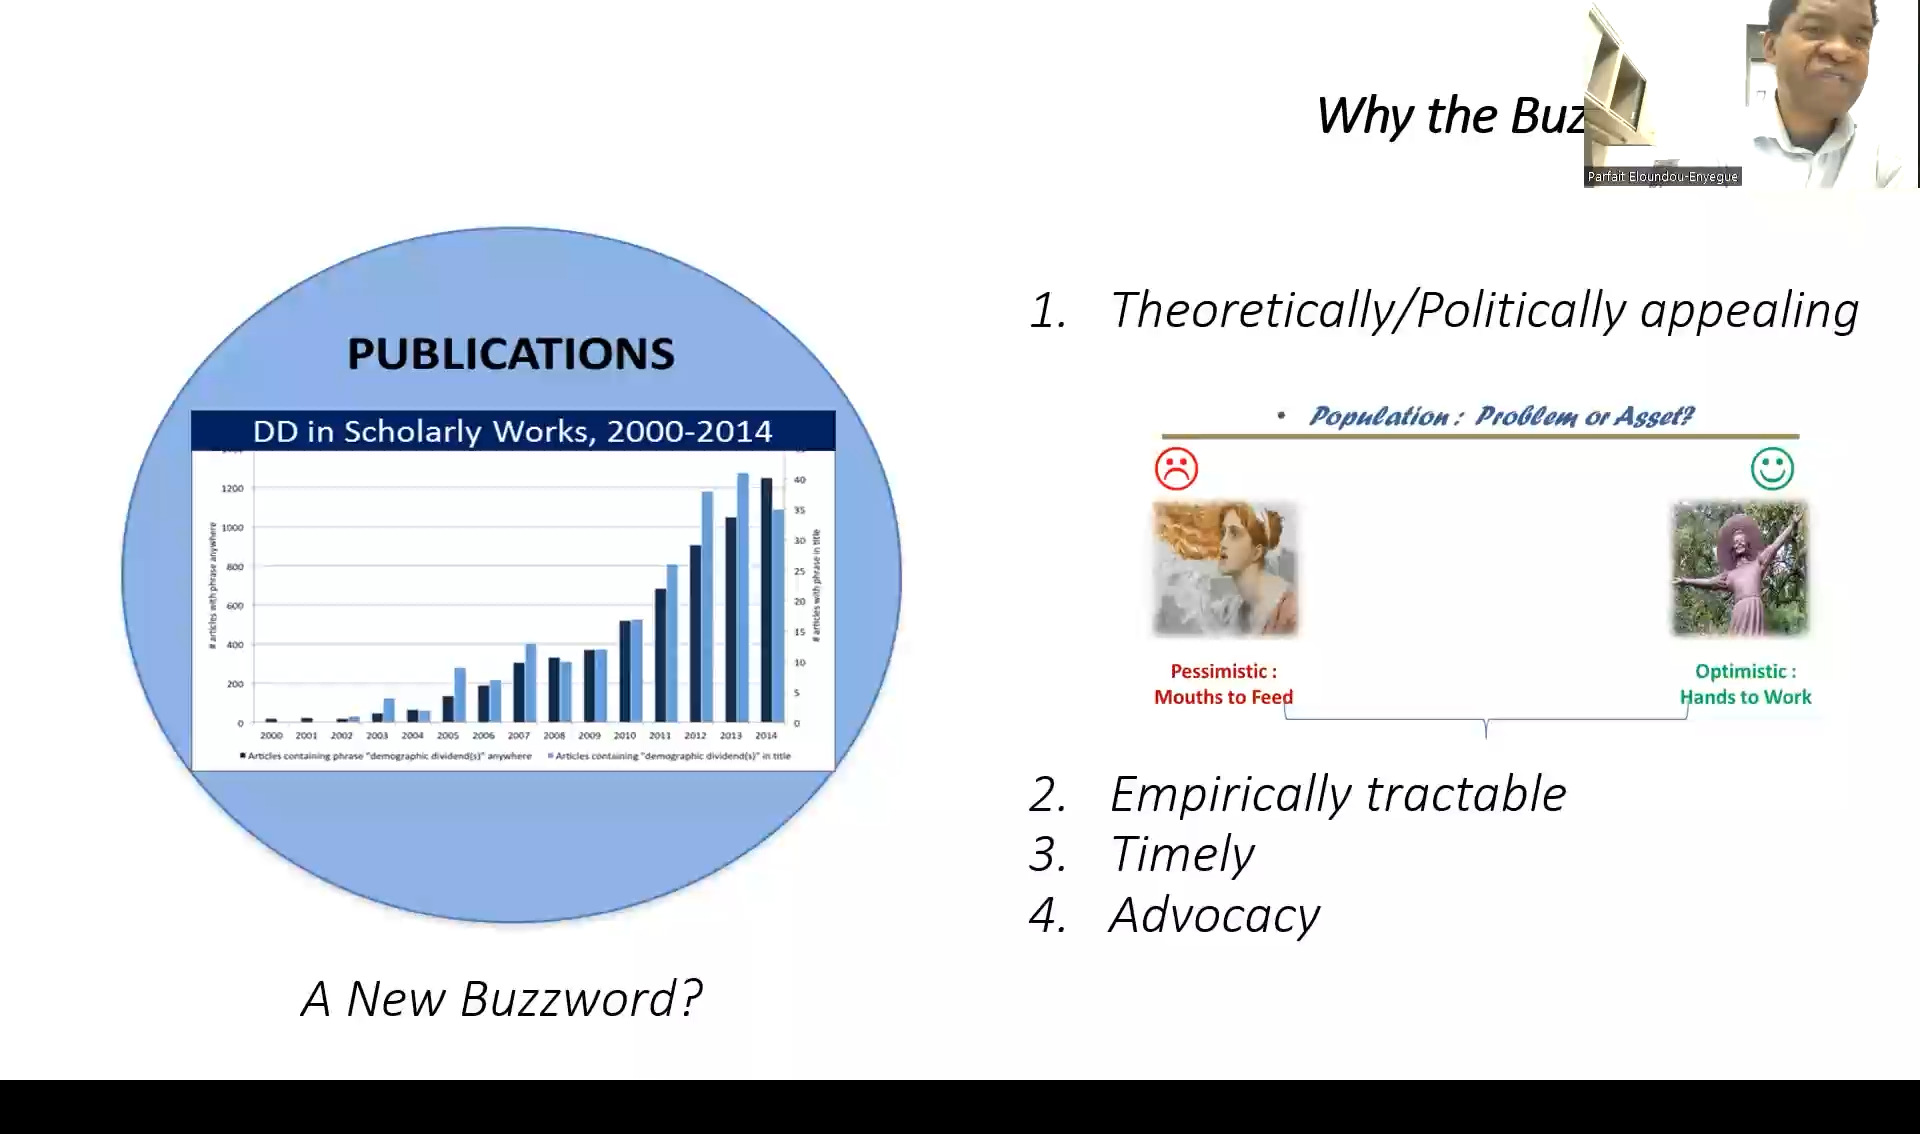 Why the Buz
Parfait Eloundou-Enyegue
PUBLICATIONS
DD in Scholarly Works, 2000-2014
# articles with phrase anywhere
1200
1000
800
600
400
200
0
40
35
30
25
20
15
10
5
0
# articles with phrase in title
2000 2001 2002 2003 2004 2005 2006 2007 2008 2009 2010 2011 2012 2013 2014
Articles containing phrase "demographic dividend(s)" anywhere
Articles containing "demographic dividend(s)" in title
A New Buzzword?
1. Theoretically/Politically appealing
• Population : Problem or Asset?
Pessimistic :
Mouths to Feed
Optimistic :
Hands to Work
2. Empirically tractable
3. Timely
4. Advocacy